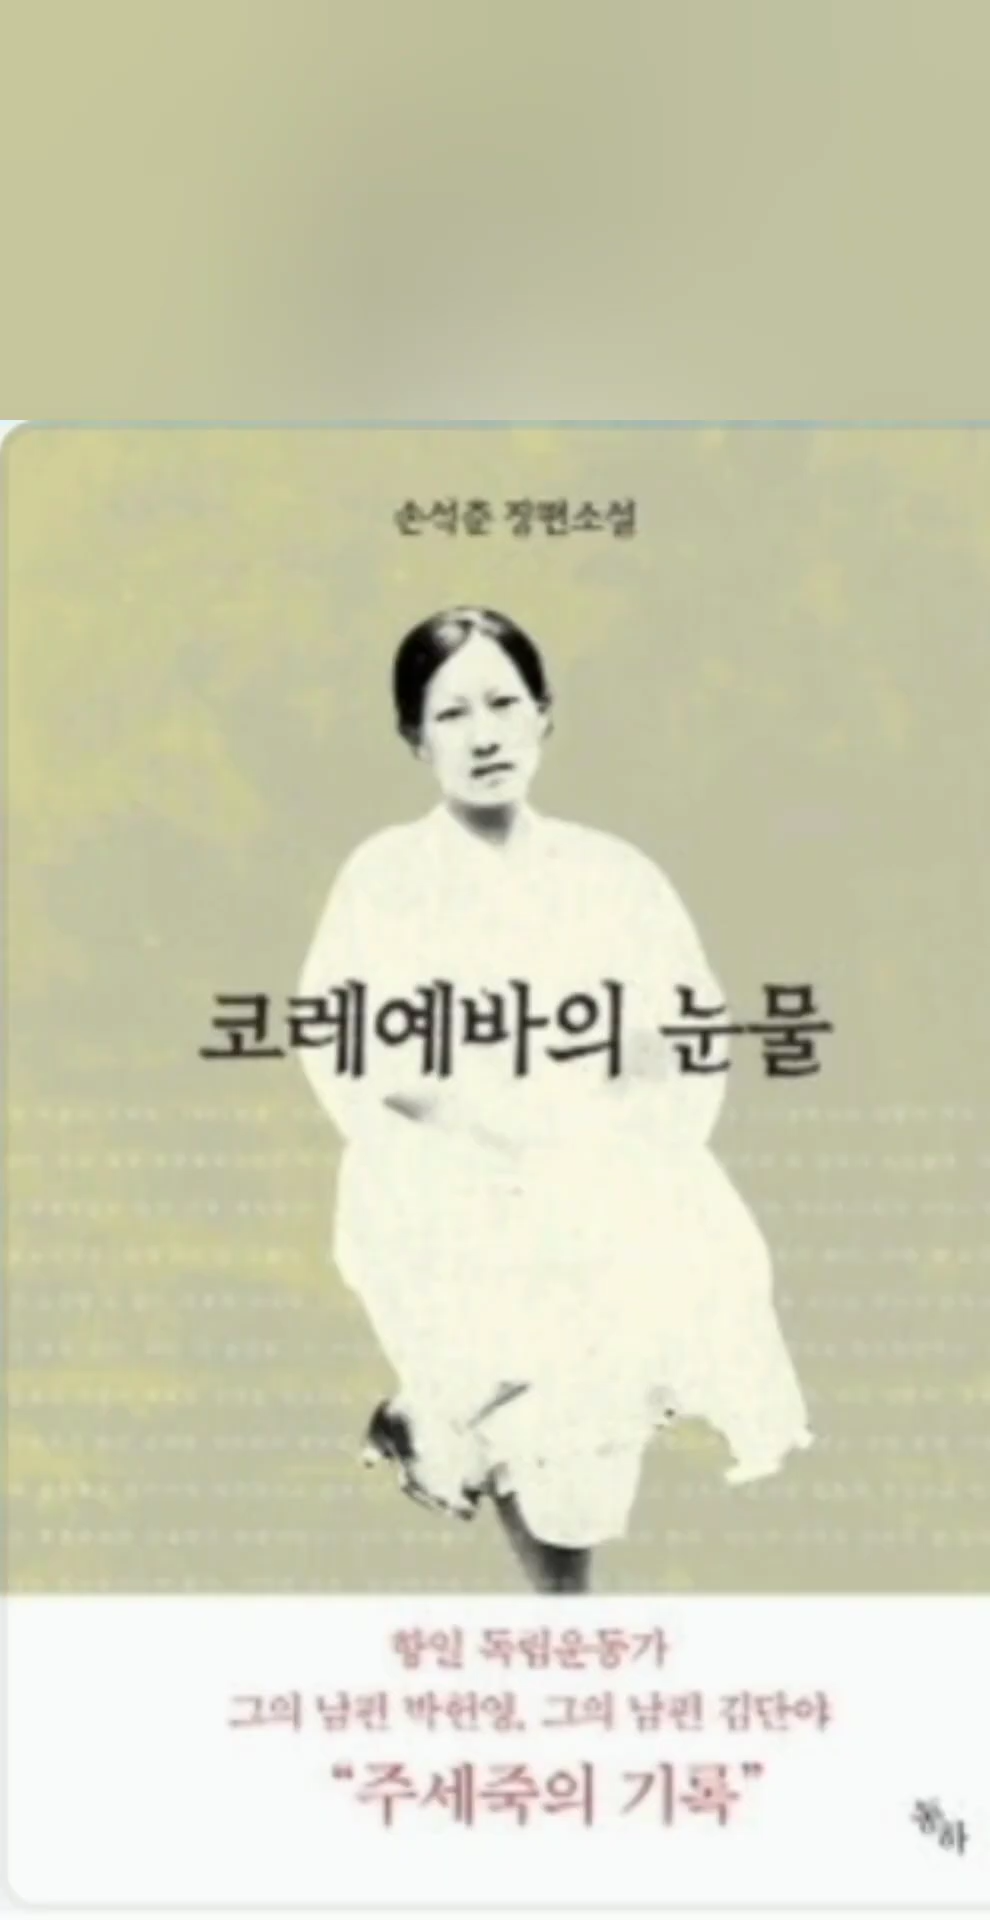 손석춘 장편소설
코레예바의 눈물
항일 독립운동가
그의 남편 박헌영, 그의 남편 김단야
“주세죽의 기록”
동하